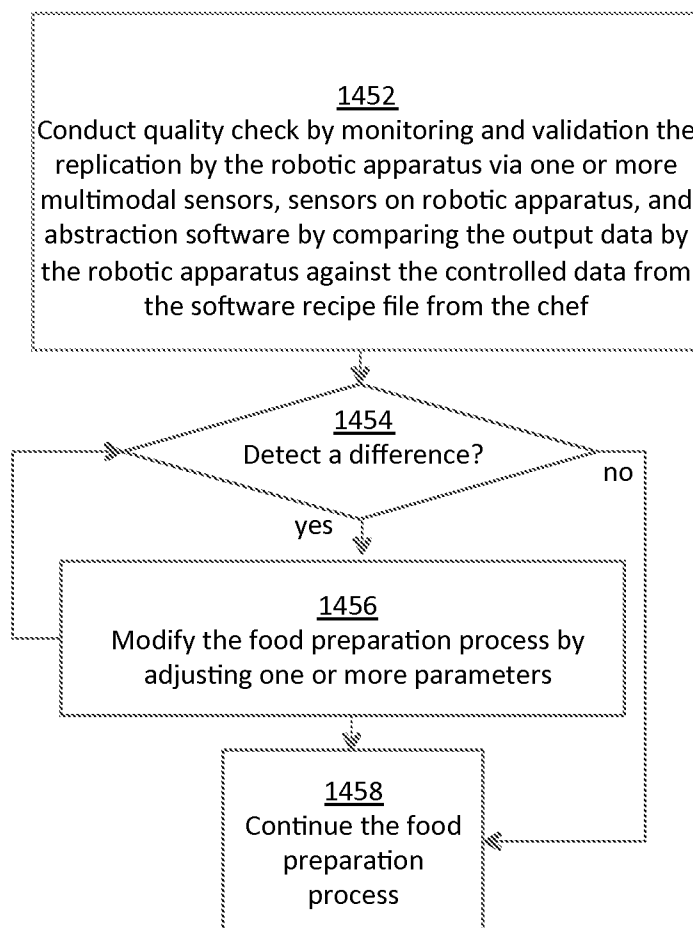 1452
Conduct quality check by monitoring and validation the
replication by the robotic apparatus via one or more
multimodal sensors, sensors on robotic apparatus, and
abstraction software by comparing the output data by
the robotic apparatus against the controlled data from
the software recipe file from the chef
1454
Detect a difference?
no
yes
1456
Modify the food preparation process by
adjusting one or more parameters
1458
Continue the food
preparation
process